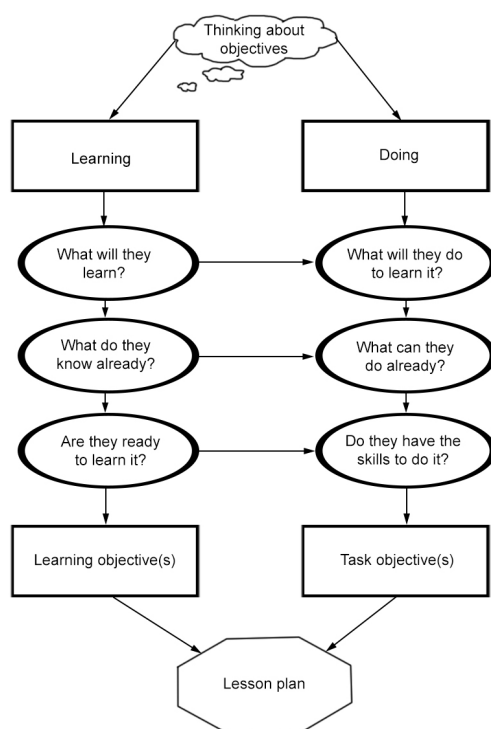 Thinking about
objectives
Learning
Doing
What will they
learn?
What will they do
to learn it?
What do they
know already?
What can they
do already?
Are they ready
to learn it?
Do they have the
skills to do it?
Learning objective(s)
Task objective(s)
Lesson plan